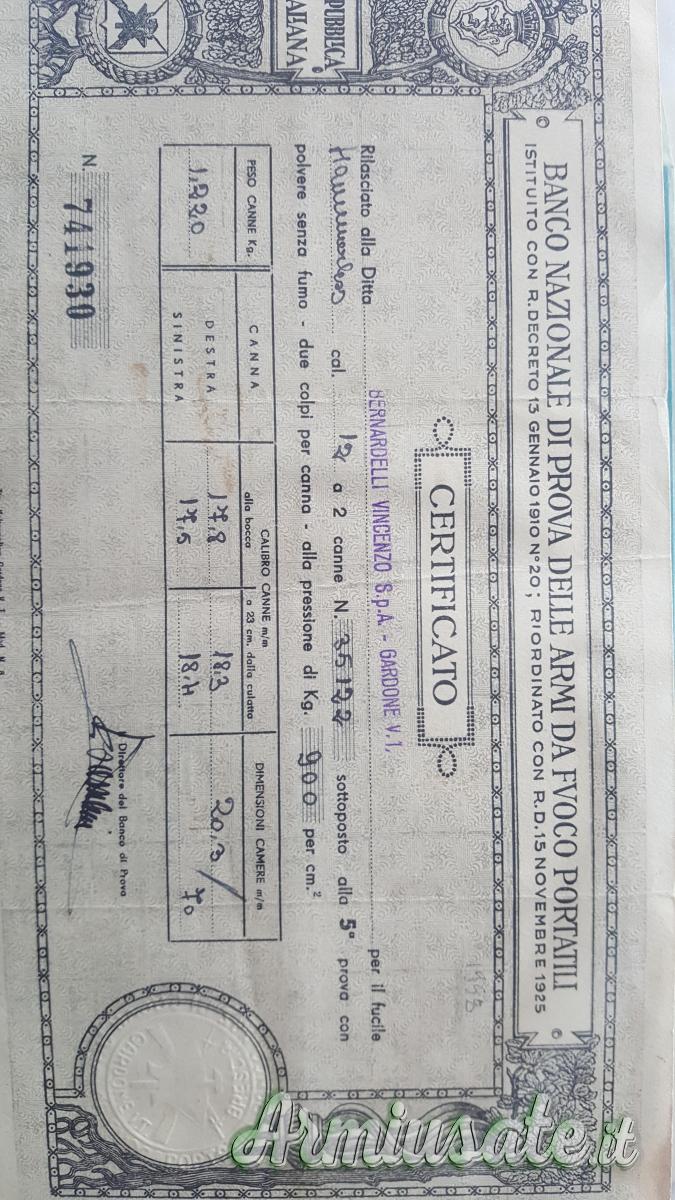 PUBBLICA
ALIANA
BANCO NAZIONALE DI PROVA DELLE ARMI DA FVOCO PORTATILI
ISTITUITO CON R. DECRETO 13 GENNAIO 1910 N° 20; RIORDINATO CON R.D. 15 NOVEMBRE 1925
CERTIFICATO
Rilasciato alla Ditta BERNARDELLI VINCENZO S.p.A. - GARDONE V.T. per il fucile
Hammerless cal. 12 a 2 canne N. 35122 sottoposto alla 5ª prova con
polvere senza fumo - due colpi per canna - alla pressione di Kg. 900 per cm.²
PESO CANNE Kg. CANNA CALIBRO CANNE m/m DIMENSIONI CAMERE m/m
alla bocca a 23 cm. dalla culatta
1.220 DESTRA 17,8 18.3 20,3/70
SINISTRA 17,5 18,4
N 741930
Direttore del Banco di Prova
Armiusate.it